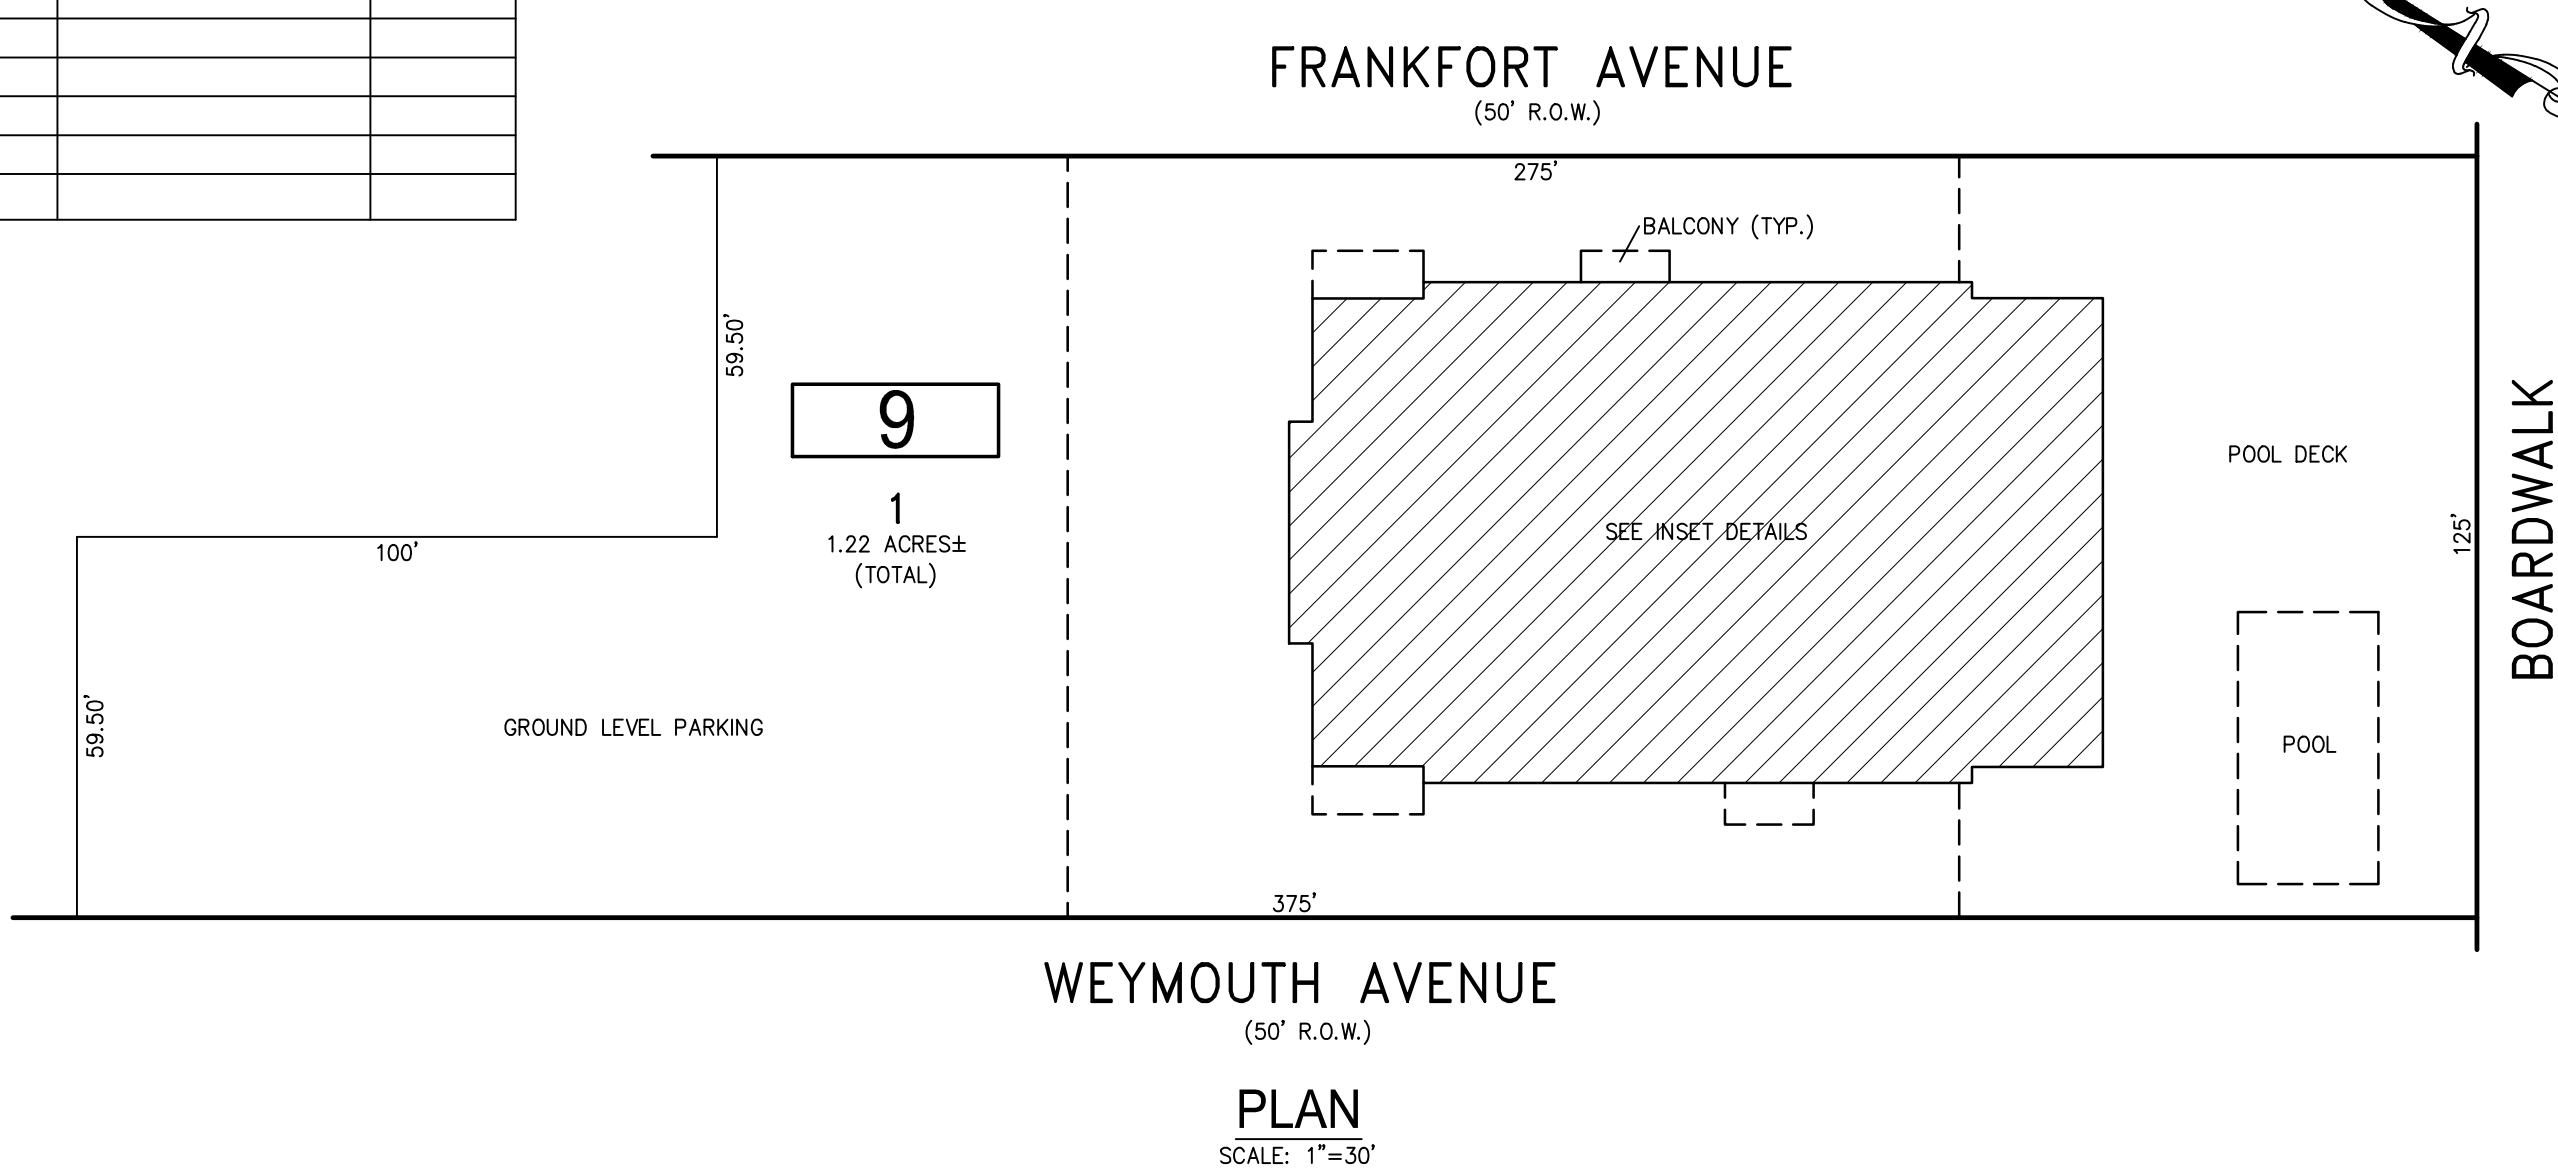 FRANKFORT AVENUE
(50' R.O.W.)
275'
BALCONY (TYP.)
59.50'
9
1
1.22 ACRES±
(TOTAL)
100'
SEE INSET DETAILS
POOL DECK
125'
BOARDWALK
59.50'
GROUND LEVEL PARKING
POOL
375'
WEYMOUTH AVENUE
(50' R.O.W.)
PLAN
SCALE: 1"=30'